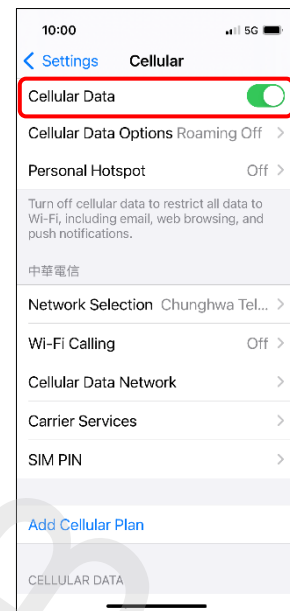 10:00 5G
Settings Cellular
Cellular Data
Cellular Data Options Roaming Off
Personal Hotspot Off
Turn off cellular data to restrict all data to
Wi-Fi, including email, web browsing, and
push notifications.
中華電信
Network Selection Chunghwa Tel...
Wi-Fi Calling Off
Cellular Data Network
Carrier Services
SIM PIN
Add Cellular Plan
CELLULAR DATA